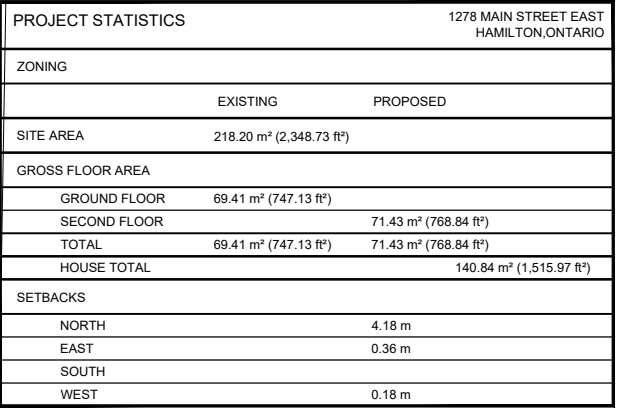 PROJECT STATISTICS 1278 MAIN STREET EAST
HAMILTON,ONTARIO
ZONING
EXISTING PROPOSED
SITE AREA 218.20 m² (2,348.73 ft²)
GROSS FLOOR AREA
GROUND FLOOR 69.41 m² (747.13 ft²)
SECOND FLOOR 71.43 m² (768.84 ft²)
TOTAL 69.41 m² (747.13 ft²) 71.43 m² (768.84 ft²)
HOUSE TOTAL 140.84 m² (1,515.97 ft²)
SETBACKS
NORTH 4.18 m
EAST 0.36 m
SOUTH
WEST 0.18 m